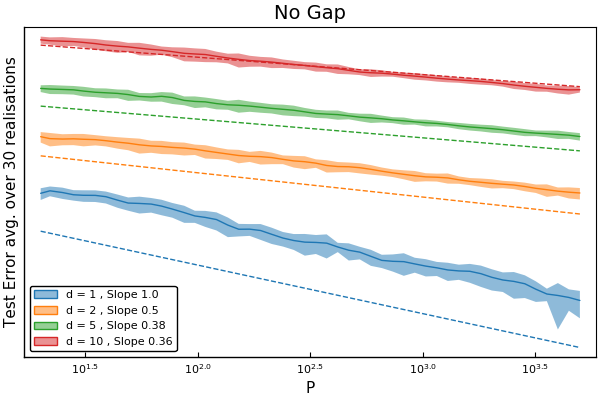 No Gap
Test Error avg. over 30 realisations
d = 1 , Slope 1.0
d = 2 , Slope 0.5
d = 5 , Slope 0.38
d = 10 , Slope 0.36
10^1.5 10^2.0 10^2.5 10^3.0 10^3.5
P